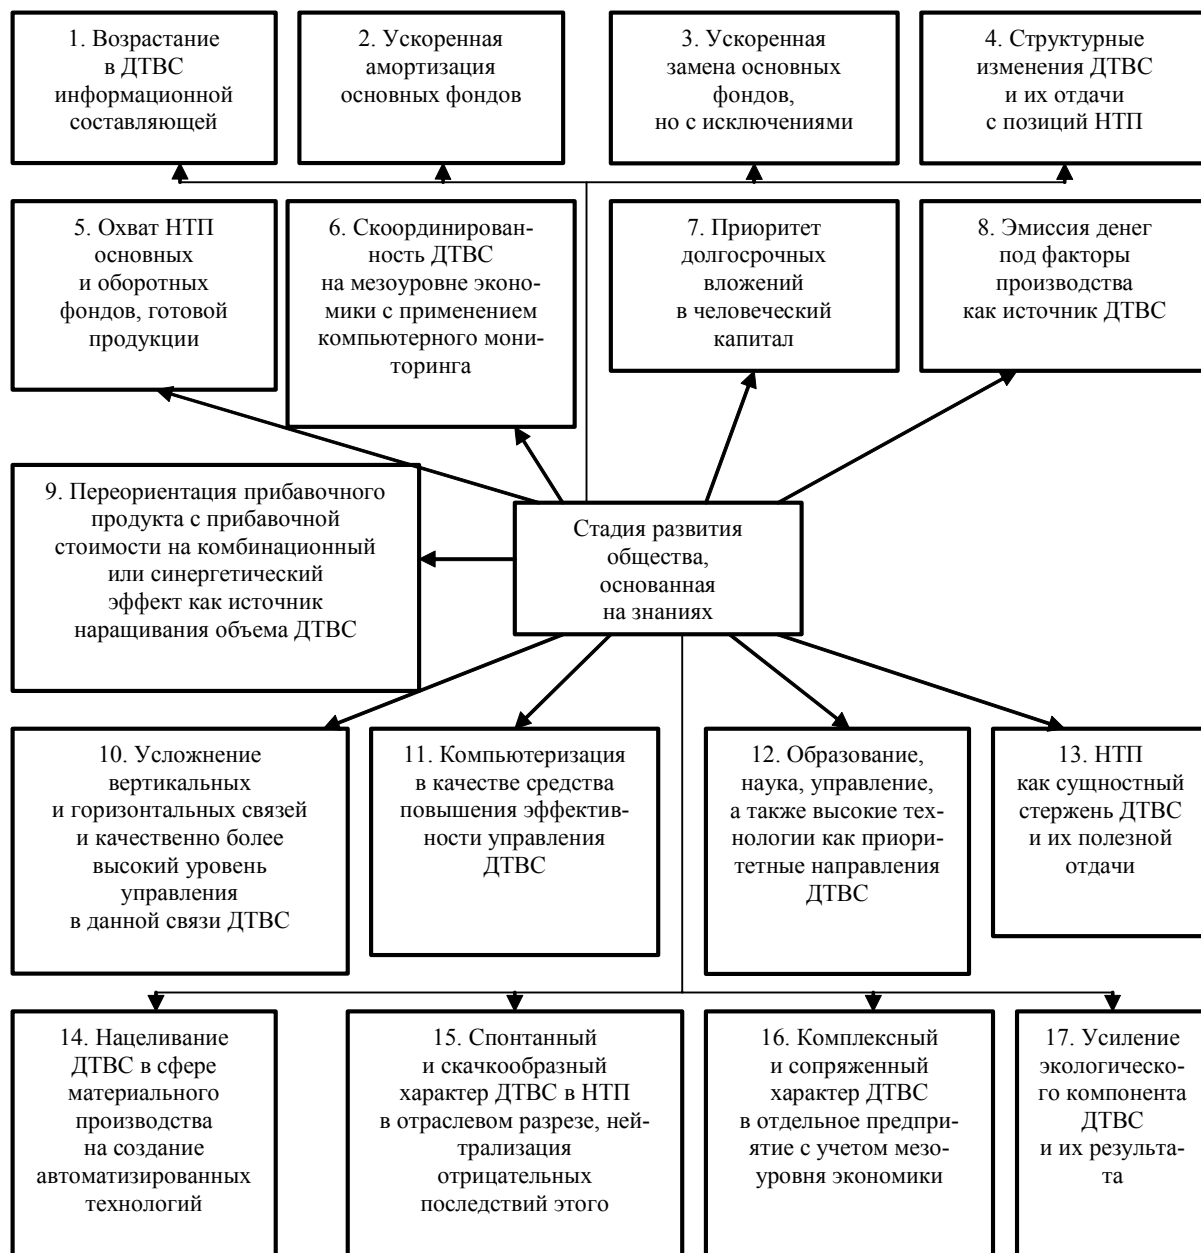 1. Возрастание
в ДТВС
информационной
составляющей
2. Ускоренная
амортизация
основных фондов
3. Ускоренная
замена основных
фондов,
но с исключениями
4. Структурные
изменения ДТВС
и их отдачи
с позиций НТП
5. Охват НТП
основных
и оборотных
фондов, готовой
продукции
6. Скоординирован-
ность ДТВС
на мезоуровне эконо-
мики с применением
компьютерного мони-
торинга
7. Приоритет
долгосрочных
вложений
в человеческий
капитал
8. Эмиссия денег
под факторы
производства
как источник ДТВС
9. Переориентация прибавочного
продукта с прибавочной
стоимости на комбинационный
или синергетический
эффект как источник
наращивания объема ДТВС
Стадия развития
общества,
основанная
на знаниях
10. Усложнение
вертикальных
и горизонтальных связей
и качественно более
высокий уровень
управления
в данной связи ДТВС
11. Компьютеризация
в качестве средства
повышения эффектив-
ности управления
ДТВС
12. Образование,
наука, управление,
а также высокие тех-
нологии как приори-
тетные направления
ДТВС
13. НТП
как сущностный
стержень ДТВС
и их полезной
отдачи
14. Нацеливание
ДТВС в сфере
материального
производства
на создание
автоматизированных
технологий
15. Спонтанный
и скачкообразный
характер ДТВС в НТП
в отраслевом разрезе, ней-
трализация
отрицательных
последствий этого
16. Комплексный
и сопряженный
характер ДТВС
в отдельное предпри-
ятие с учетом мезо-
уровня экономики
17. Усиление
экологическо-
го компонента
ДТВС
и их результа-
та